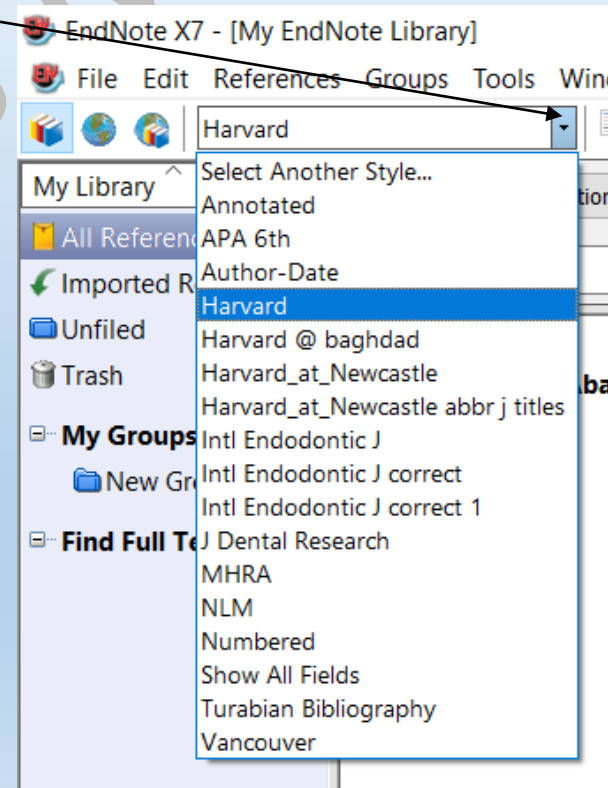 EndNote X7 - [My EndNote Library]
File Edit References Groups Tools
Harvard
My Library
All
Imported
Unfiled
Trash
My Groups
New
Find Full
Select Another Style...
Annotated
APA 6th
Author-Date
Harvard
Harvard @ baghdad
Harvard_at_Newcastle
Harvard_at_Newcastle abbr j titles
Intl Endodontic J
Intl Endodontic J correct
Intl Endodontic J correct 1
J Dental Research
MHRA
NLM
Numbered
Show All Fields
Turabian Bibliography
Vancouver